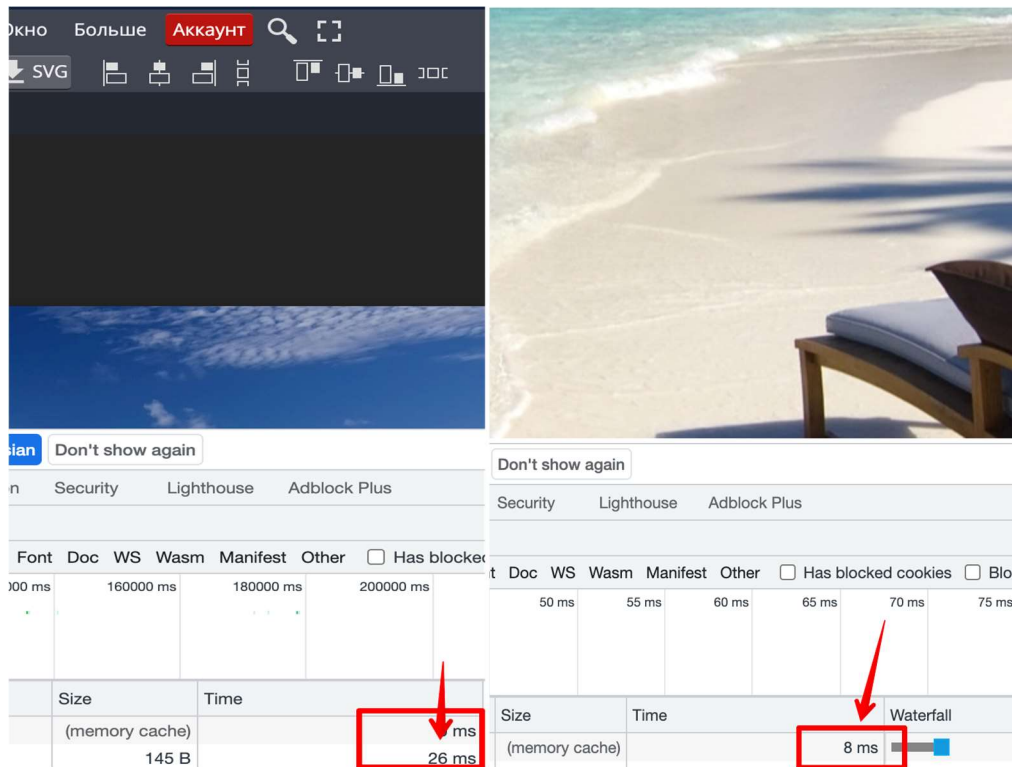 Больше Аккаунт
SVG
Don't show again
Security Lighthouse Adblock Plus
Font Doc WS Wasm Manifest Other Has blocked
160000 ms 180000 ms 200000 ms
Size Time
(memory cache) ms
145 B 26 ms
Don't show again
Security Lighthouse Adblock Plus
Doc WS Wasm Manifest Other Has blocked cookies
50 ms 55 ms 60 ms 65 ms 70 ms 75 ms
Size Time Waterfall
(memory cache) 8 ms